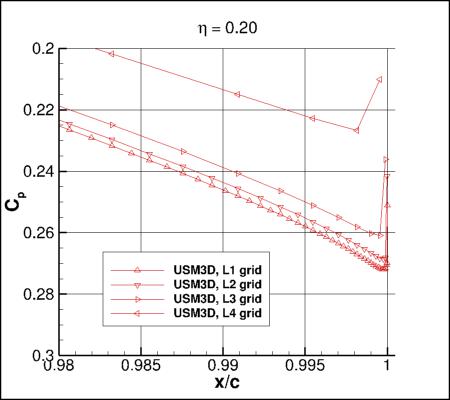 η = 0.20
0.2
0.22
0.24
0.26
0.28
0.3
Cp
USM3D, L1 grid
USM3D, L2 grid
USM3D, L3 grid
USM3D, L4 grid
0.98 0.985 0.99 0.995 1
x/c